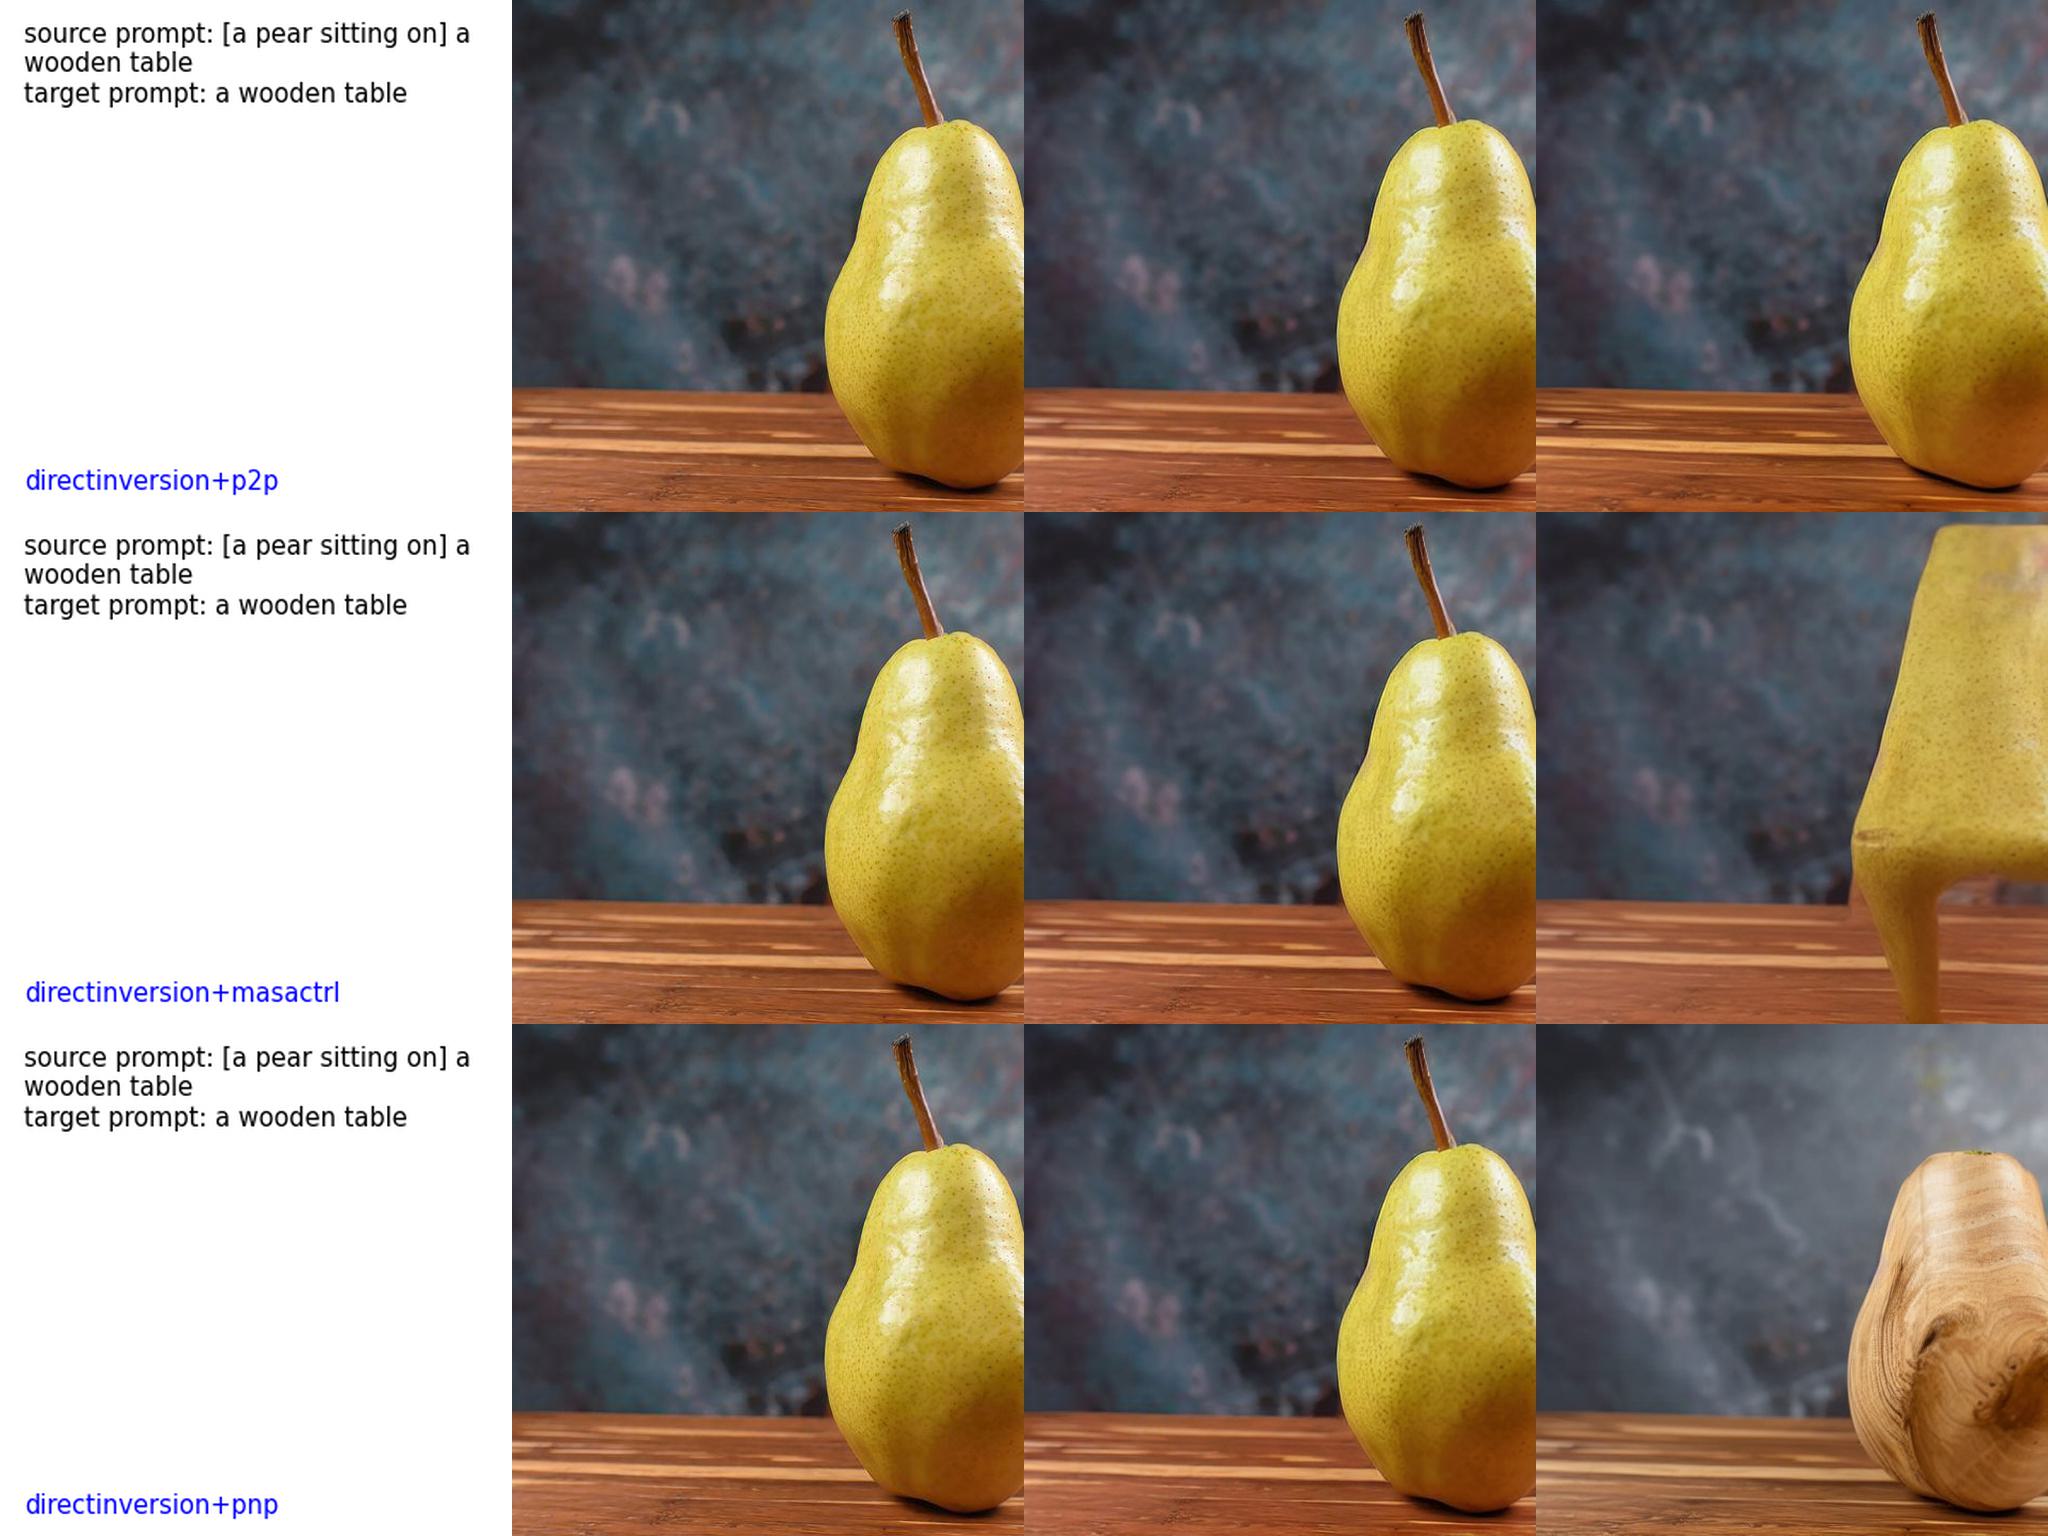 source prompt: [a pear sitting on] a
wooden table
target prompt: a wooden table
directinversion+p2p
source prompt: [a pear sitting on] a
wooden table
target prompt: a wooden table
directinversion+masactrl
source prompt: [a pear sitting on] a
wooden table
target prompt: a wooden table
directinversion+pnp